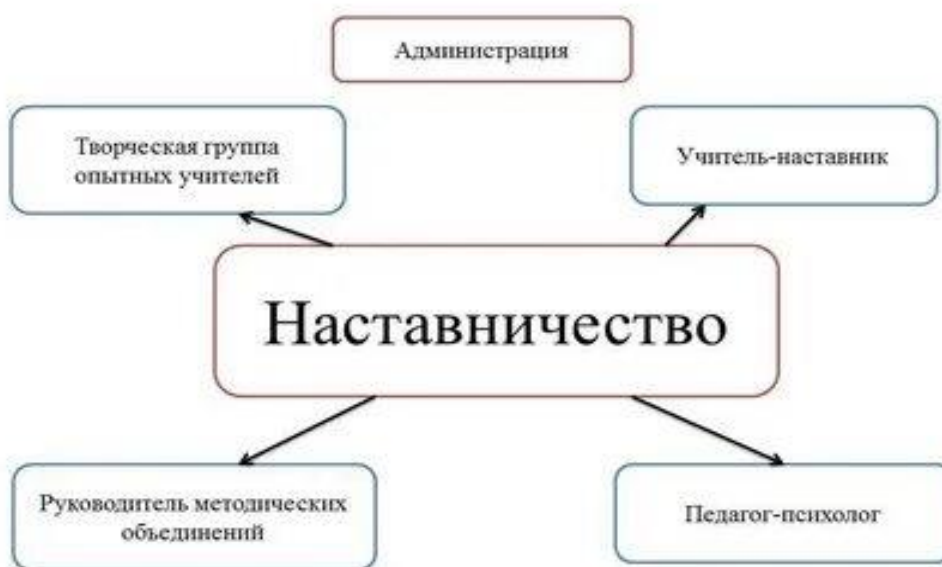 Администрация
Творческая группа
опытных учителей
Учитель-наставник
Наставничество
Руководитель методических
объединений
Педагог-психолог